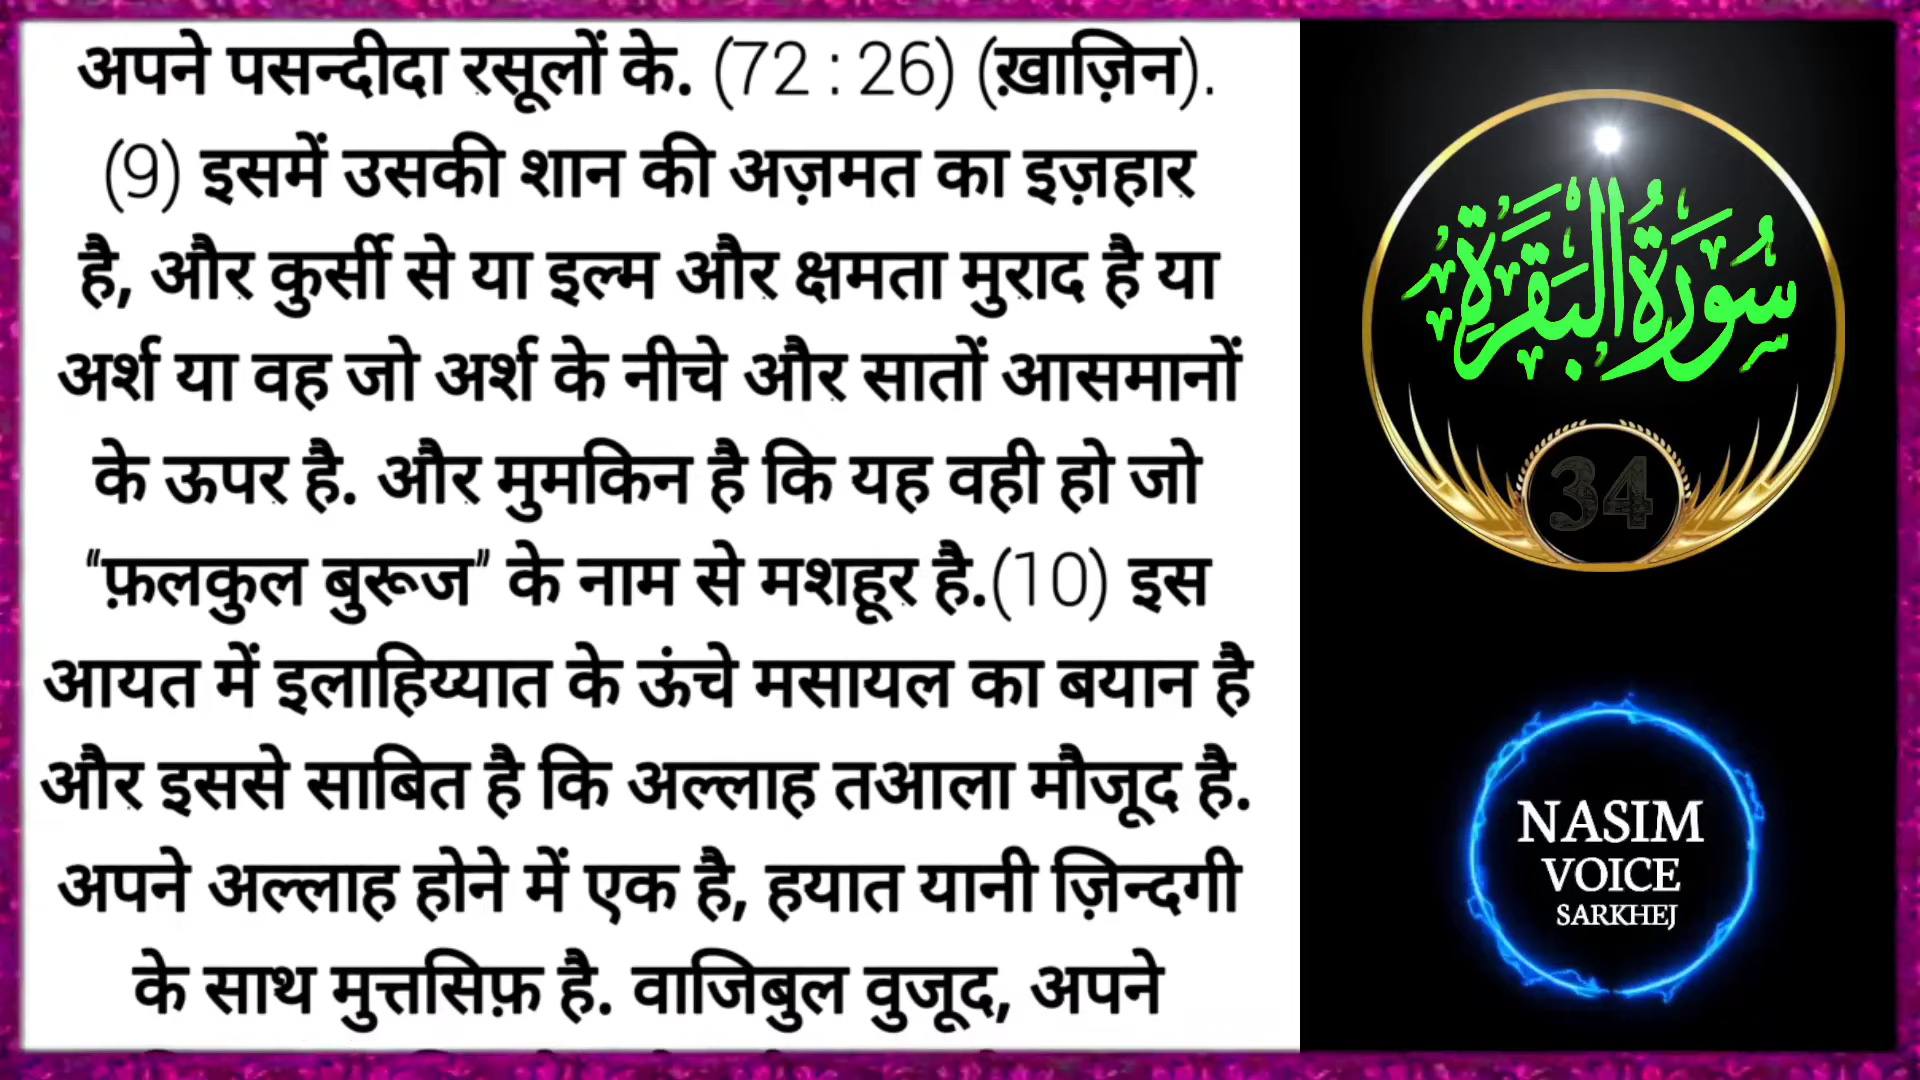 अपने पसन्दीदा रसूलों के. (72 : 26) (ख़ाज़िन).
(9) इसमें उसकी शान की अज़मत का इज़हार
है, और कुर्सी से या इल्म और क्षमता मुराद है या
अर्श या वह जो अर्श के नीचे और सातों आसमानों
के ऊपर है. और मुमकिन है कि यह वही हो जो
“फ़लकुल बुरूज” के नाम से मशहूर है.(10) इस
आयत में इलाहिय्यात के ऊंचे मसायल का बयान है
और इससे साबित है कि अल्लाह तआला मौजूद है.
अपने अल्लाह होने में एक है, हयात यानी ज़िन्दगी
के साथ मुत्तसिफ़ है. वाजिबुल वुजूद, अपने
سُورَةُ الْبَقَرَةِ
34
NASIM
VOICE
SARKHEJ